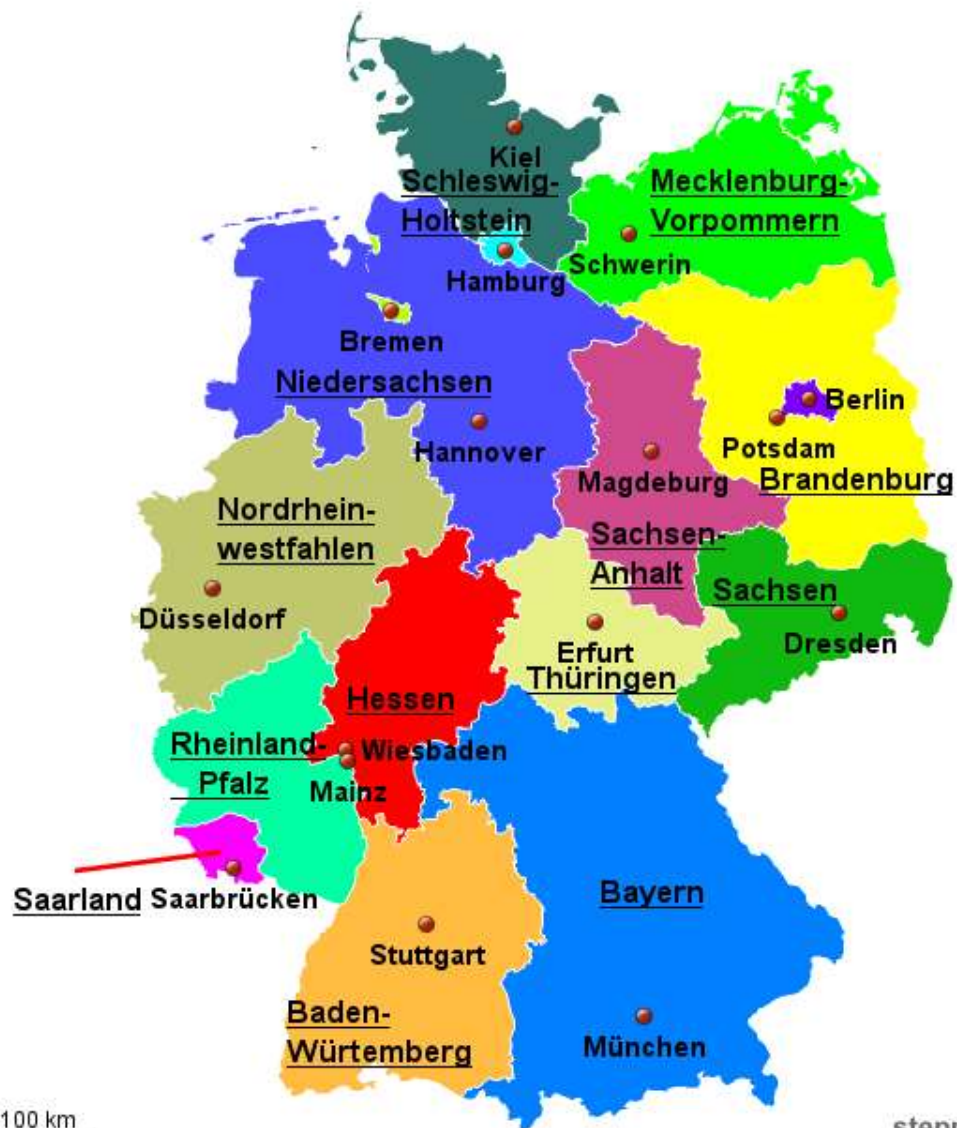 Kiel
Schleswig-
Holtstein
Mecklenburg-
Vorpommern
Schwerin
Hamburg
Bremen
Niedersachsen
Hannover
Berlin
Potsdam
Brandenburg
Magdeburg
Sachsen-
Anhalt
Nordrhein-
westfahlen
Düsseldorf
Sachsen
Dresden
Erfurt
Thüringen
Hessen
Wiesbaden
Rheinland-
Pfalz
Mainz
Saarland
Saarbrücken
Bayern
Stuttgart
Baden-
Würtemberg
München
100 km